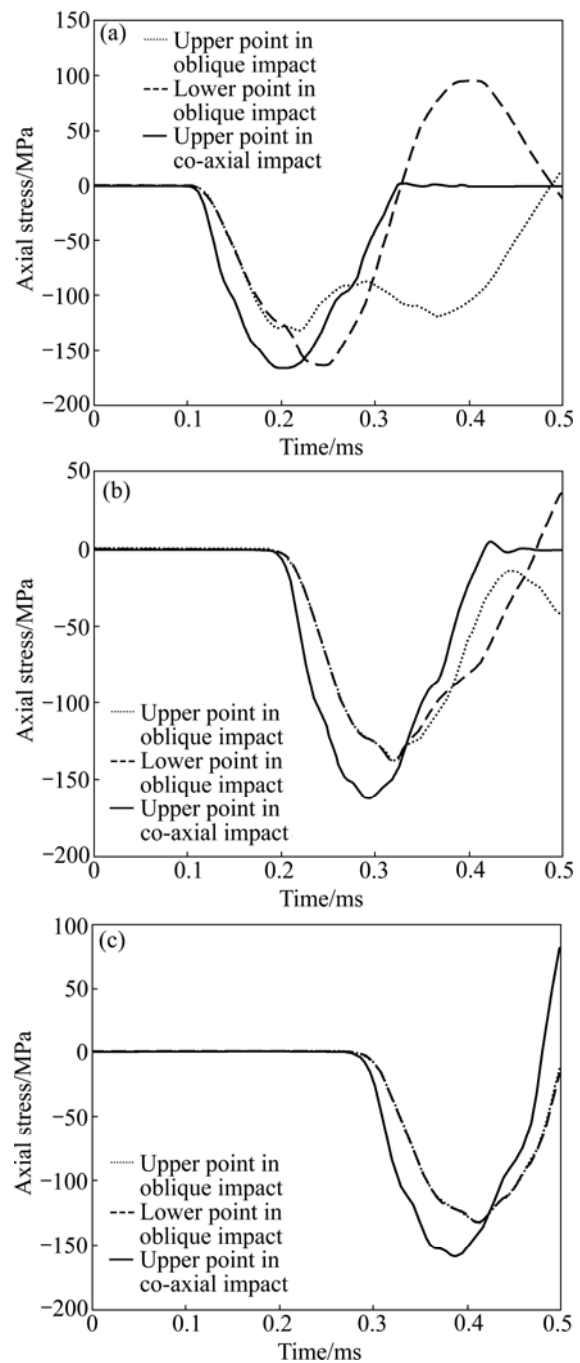 (a)
Upper point in
oblique impact
Lower point in
oblique impact
Upper point in
co-axial impact
150
100
50
0
−50
−100
−150
−200
Axial stress/MPa
0 0.1 0.2 0.3 0.4 0.5
Time/ms
(b)
50
0
−50
−100
−150
−200
Axial stress/MPa
Upper point in
oblique impact
Lower point in
oblique impact
Upper point in
co-axial impact
0 0.1 0.2 0.3 0.4 0.5
Time/ms
(c)
100
50
0
−50
−100
−150
−200
Axial stress/MPa
Upper point in
oblique impact
Lower point in
oblique impact
Upper point in
co-axial impact
0 0.1 0.2 0.3 0.4 0.5
Time/ms